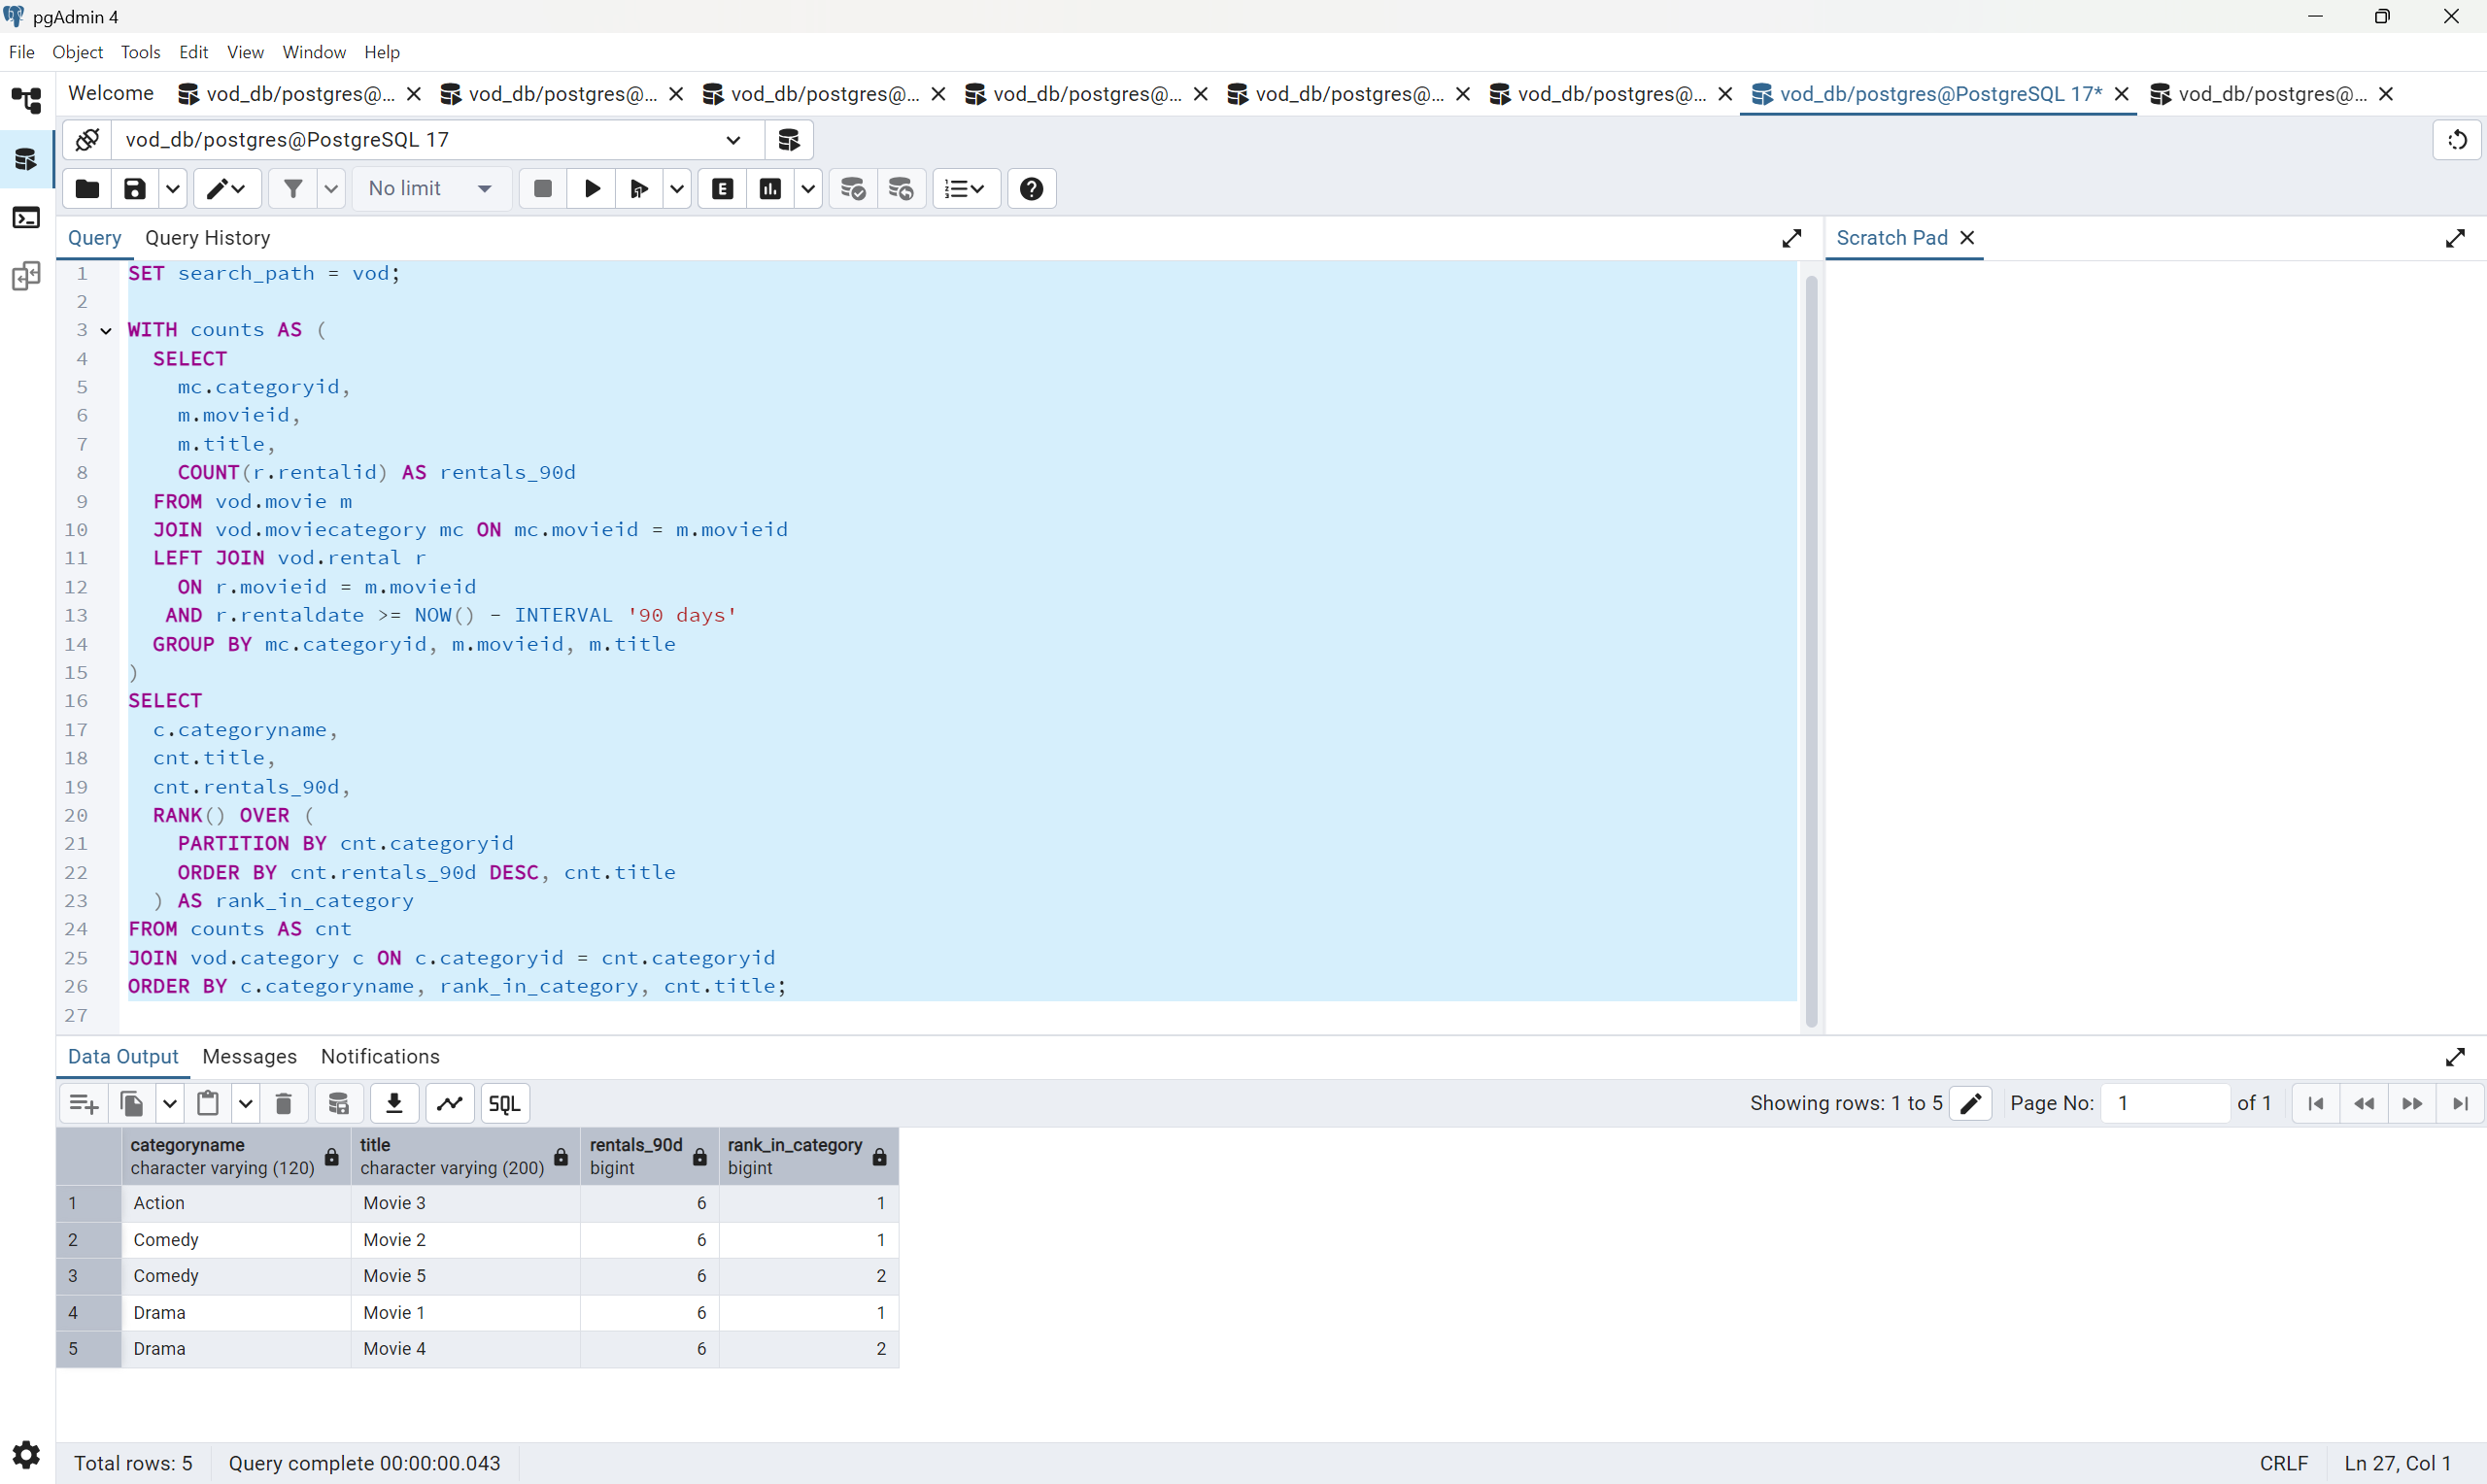 pgAdmin 4
File Object Tools Edit View Window Help
Welcome vod_db/postgres@... vod_db/postgres@... vod_db/postgres@... vod_db/postgres@... vod_db/postgres@... vod_db/postgres@... vod_db/postgres@PostgreSQL 17* vod_db/postgres@...
vod_db/postgres@PostgreSQL 17
No limit E
Query Query History Scratch Pad
1 SET search_path = vod;
2
3 WITH counts AS (
4 SELECT
5 mc.categoryid,
6 m.movieid,
7 m.title,
8 COUNT(r.rentalid) AS rentals_90d
9 FROM vod.movie m
10 JOIN vod.moviecategory mc ON mc.movieid = m.movieid
11 LEFT JOIN vod.rental r
12 ON r.movieid = m.movieid
13 AND r.rentaldate >= NOW() - INTERVAL '90 days'
14 GROUP BY mc.categoryid, m.movieid, m.title
15 )
16 SELECT
17 c.categoryname,
18 cnt.title,
19 cnt.rentals_90d,
20 RANK() OVER (
21 PARTITION BY cnt.categoryid
22 ORDER BY cnt.rentals_90d DESC, cnt.title
23 ) AS rank_in_category
24 FROM counts AS cnt
25 JOIN vod.category c ON c.categoryid = cnt.categoryid
26 ORDER BY c.categoryname, rank_in_category, cnt.title;
27
Data Output Messages Notifications
SQL Showing rows: 1 to 5 Page No: 1 of 1
categoryname title rentals_90d rank_in_category
character varying (120) character varying (200) bigint bigint
1 Action Movie 3 6 1
2 Comedy Movie 2 6 1
3 Comedy Movie 5 6 2
4 Drama Movie 1 6 1
5 Drama Movie 4 6 2
Total rows: 5 Query complete 00:00:00.043 CRLF Ln 27, Col 1